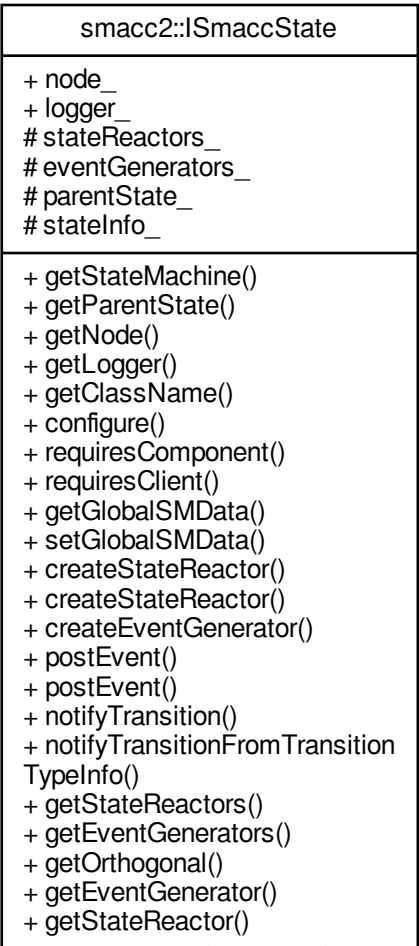 smacc2::ISmaccState
+ node_
+ logger_
# stateReactors_
# eventGenerators_
# parentState_
# stateInfo_
+ getStateMachine()
+ getParentState()
+ getNode()
+ getLogger()
+ getClassName()
+ configure()
+ requiresComponent()
+ requiresClient()
+ getGlobalSMData()
+ setGlobalSMData()
+ createStateReactor()
+ createStateReactor()
+ createEventGenerator()
+ postEvent()
+ postEvent()
+ notifyTransition()
+ notifyTransitionFromTransition
TypeInfo()
+ getStateReactors()
+ getEventGenerators()
+ getOrthogonal()
+ getEventGenerator()
+ getStateReactor()